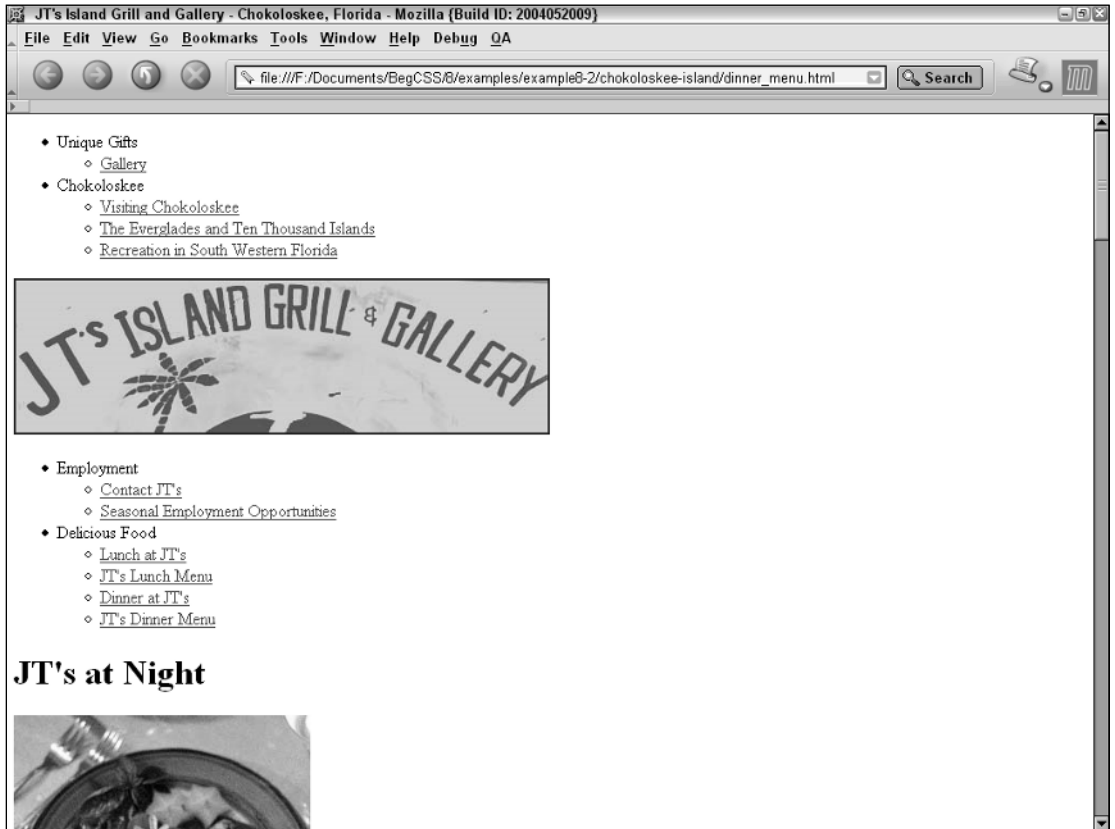 JT's Island Grill and Gallery - Chokoloskee, Florida - Mozilla {Build ID: 2004052009}
File Edit View Go Bookmarks Tools Window Help Debug QA
file:///F:/Documents/BegCSS/8/examples/example8-2/chokoloskee-island/dinner_menu.html Search
Unique Gifts
Gallery
Chokoloskee
Visiting Chokoloskee
The Everglades and Ten Thousand Islands
Recreation in South Western Florida
JT's ISLAND GRILL & GALLERY
Employment
Contact JT's
Seasonal Employment Opportunities
Delicious Food
Lunch at JT's
JT's Lunch Menu
Dinner at JT's
JT's Dinner Menu
JT's at Night